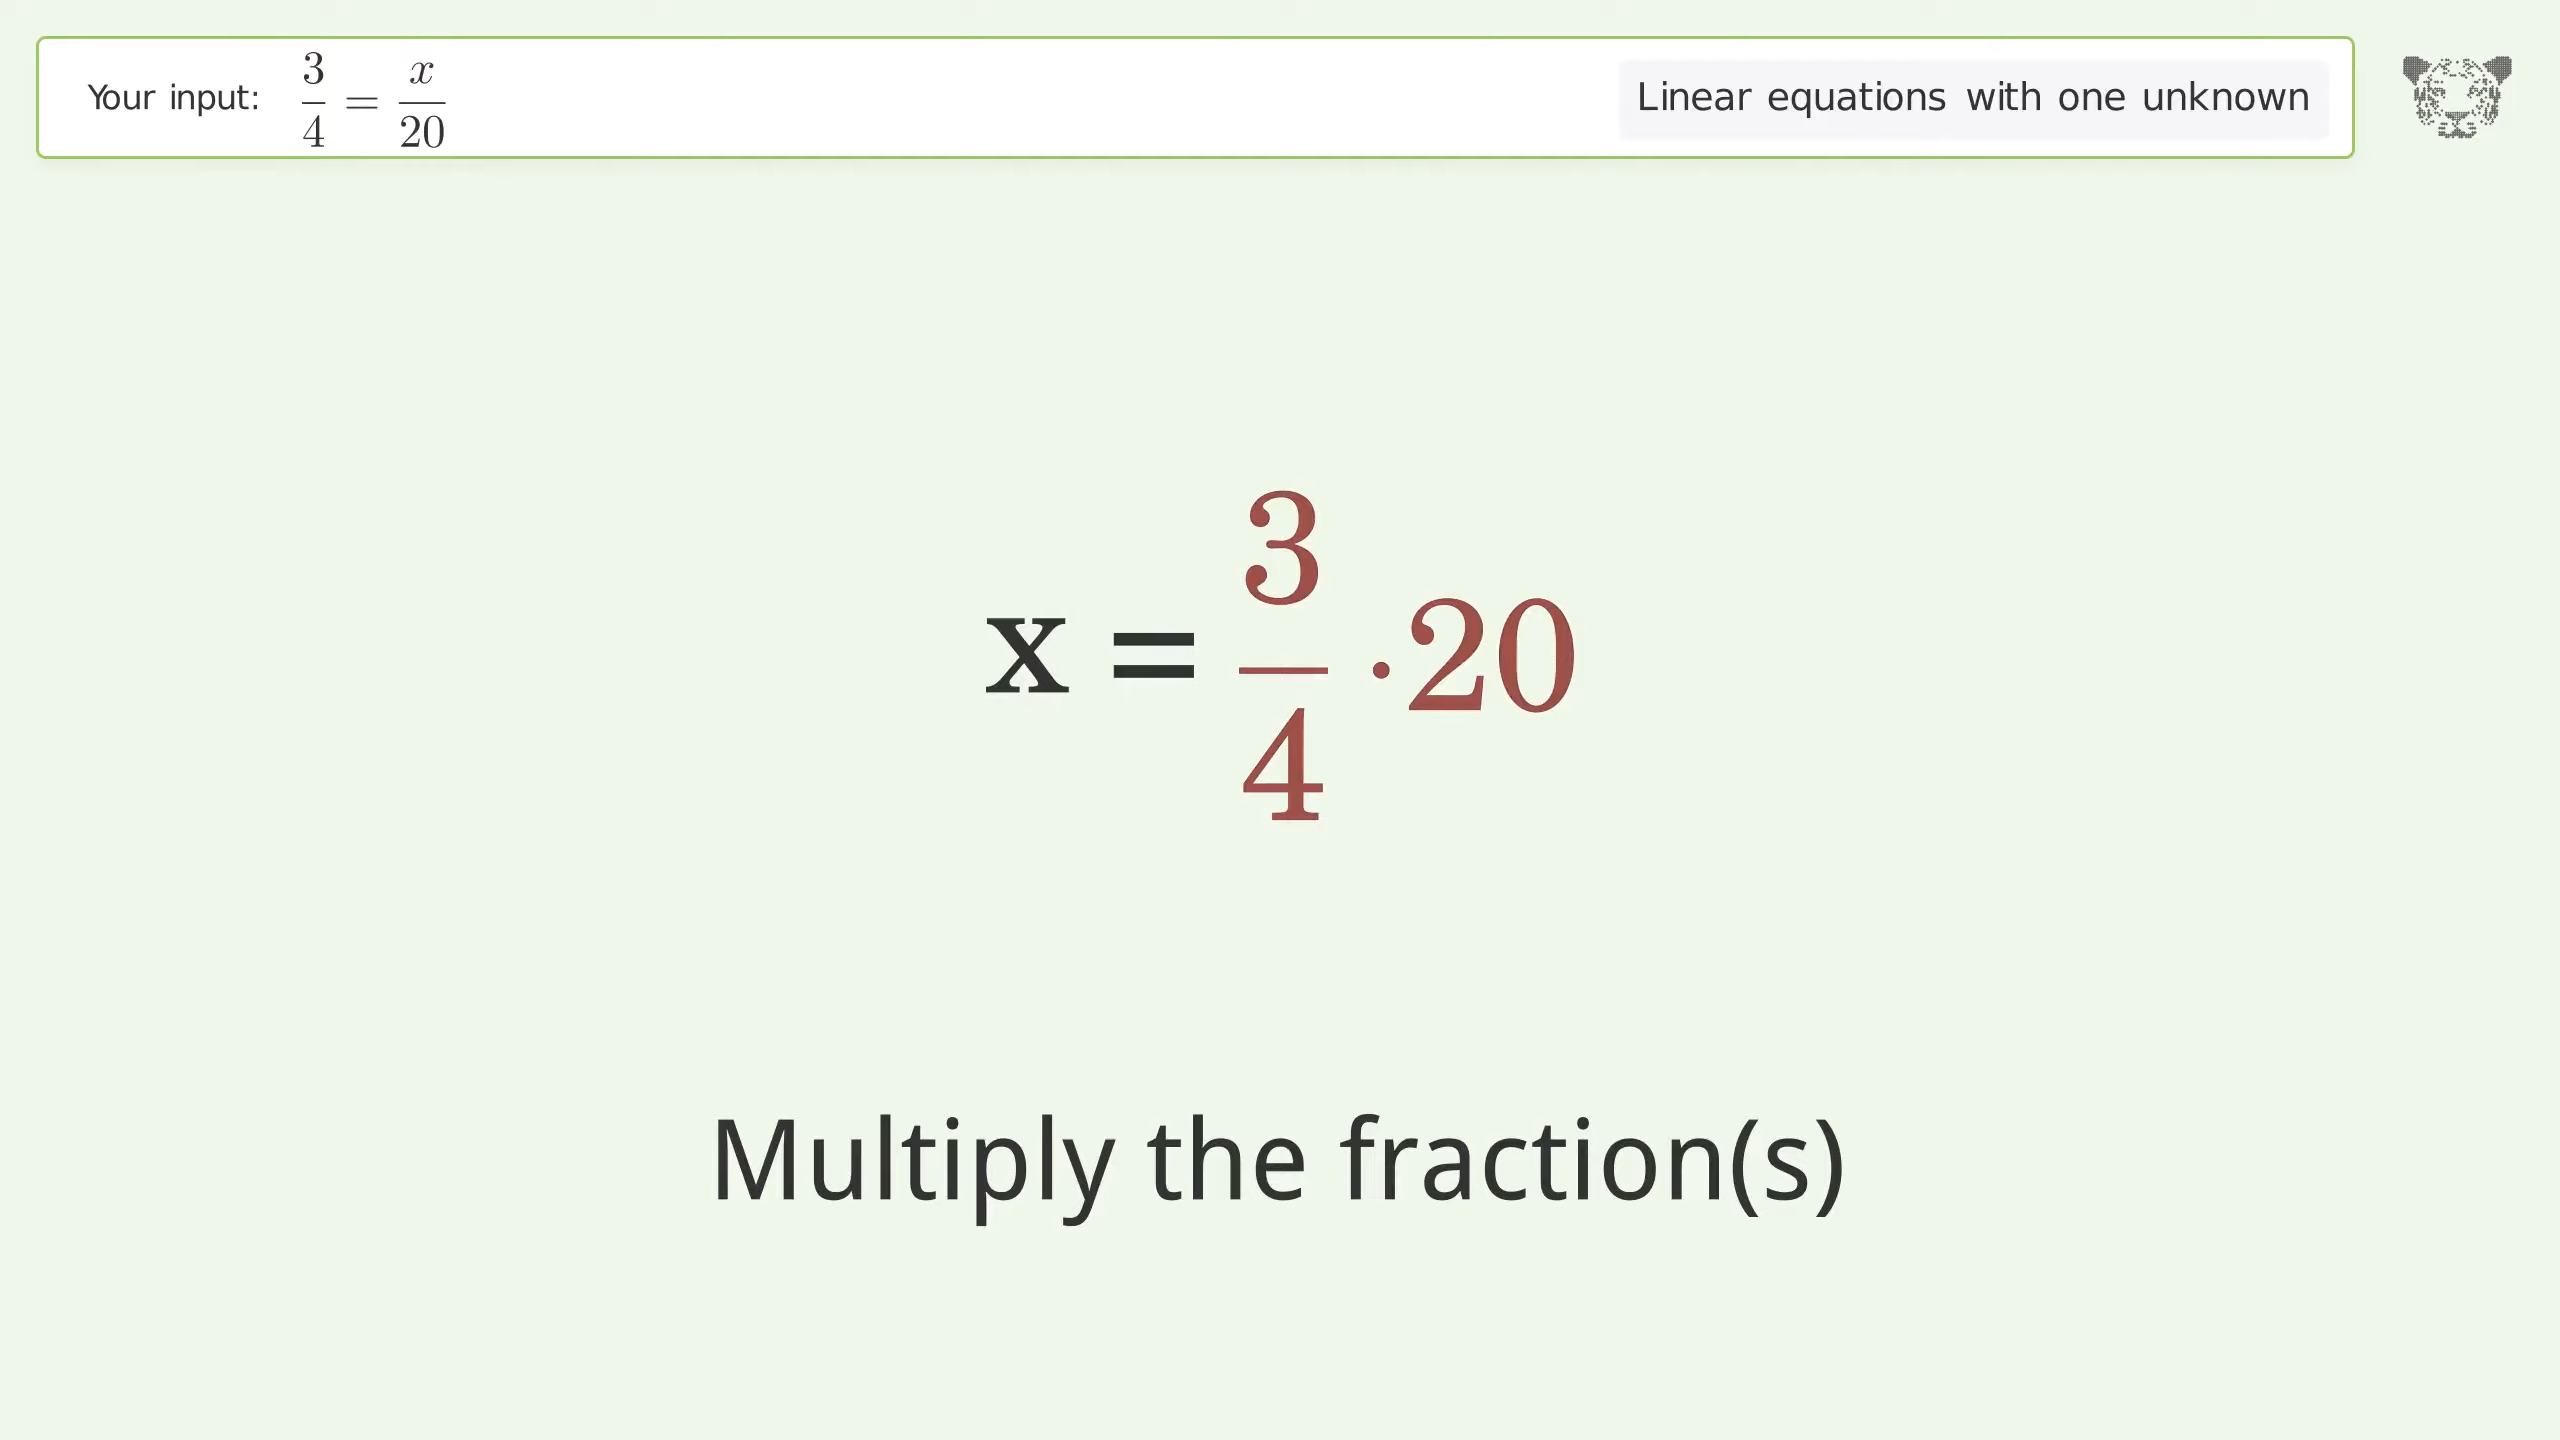 Your input: 3/4 = x/20
Linear equations with one unknown
x = 3/4 · 20
Multiply the fraction(s)